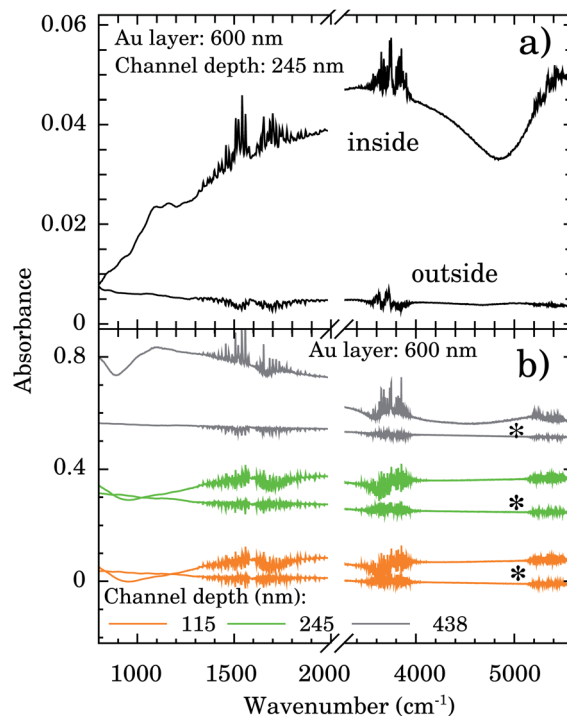 0.06
Au layer: 600 nm
a)
Channel depth: 245 nm
0.04
inside
0.02
outside
0
Absorbance
Au layer: 600 nm
b)
0.8
*
0.4
*
*
0
Channel depth (nm):
115 245 438
1000 1500 2000 4000 5000
Wavenumber (cm⁻¹)